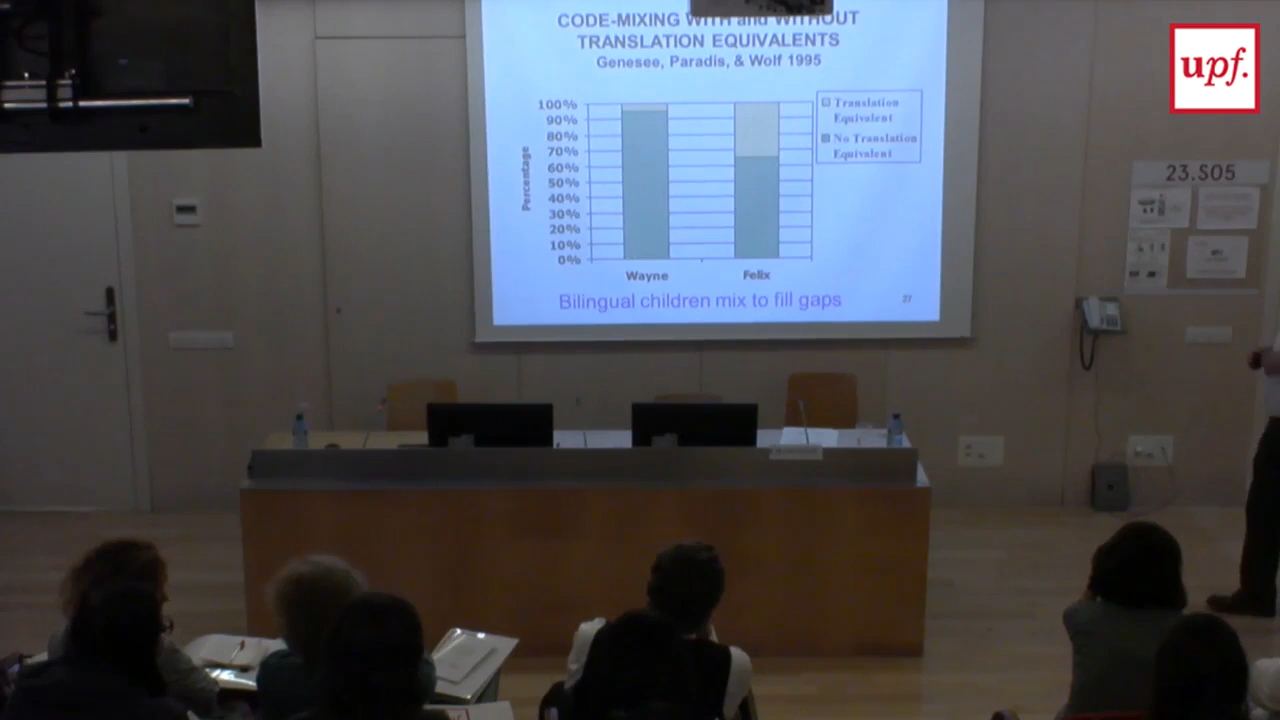 CODE-MIXING WITH and WITHOUT
TRANSLATION EQUIVALENTS
Genesee, Paradis, & Wolf 1995
100%
90%
80%
70%
60%
50%
40%
30%
20%
10%
0%
Percentage
Wayne
Felix
Translation
Equivalent
No Translation
Equivalent
Bilingual children mix to fill gaps
27
upf.
23.S05